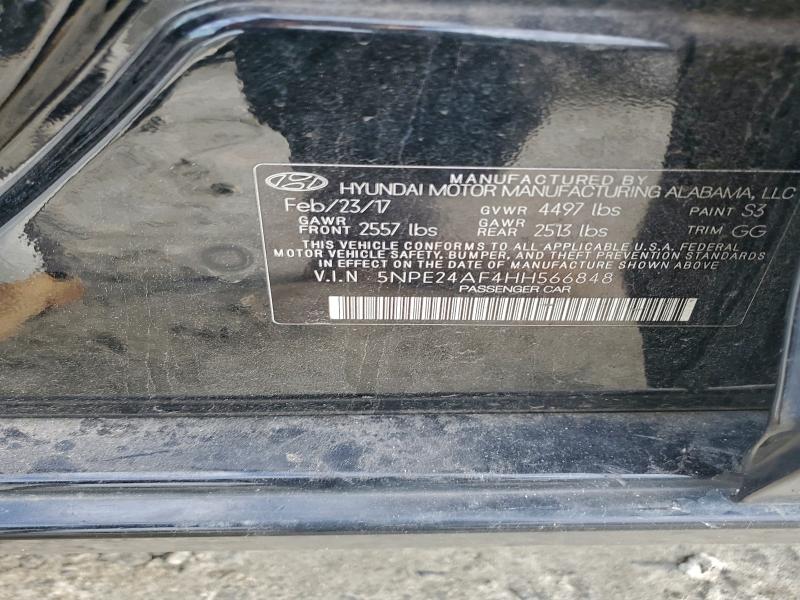 MANUFACTURED BY
HYUNDAI MOTOR MANUFACTURING ALABAMA, LLC
Feb/23/17 GVWR 4497 lbs PAINT S3
GAWR FRONT 2557 lbs GAWR REAR 2513 lbs TRIM GG
THIS VEHICLE CONFORMS TO ALL APPLICABLE U.S.A. FEDERAL
MOTOR VEHICLE SAFETY, BUMPER, AND THEFT PREVENTION STANDARDS
IN EFFECT ON THE DATE OF MANUFACTURE SHOWN ABOVE.
V.I.N 5NPE24AF4HH566848
PASSENGER CAR